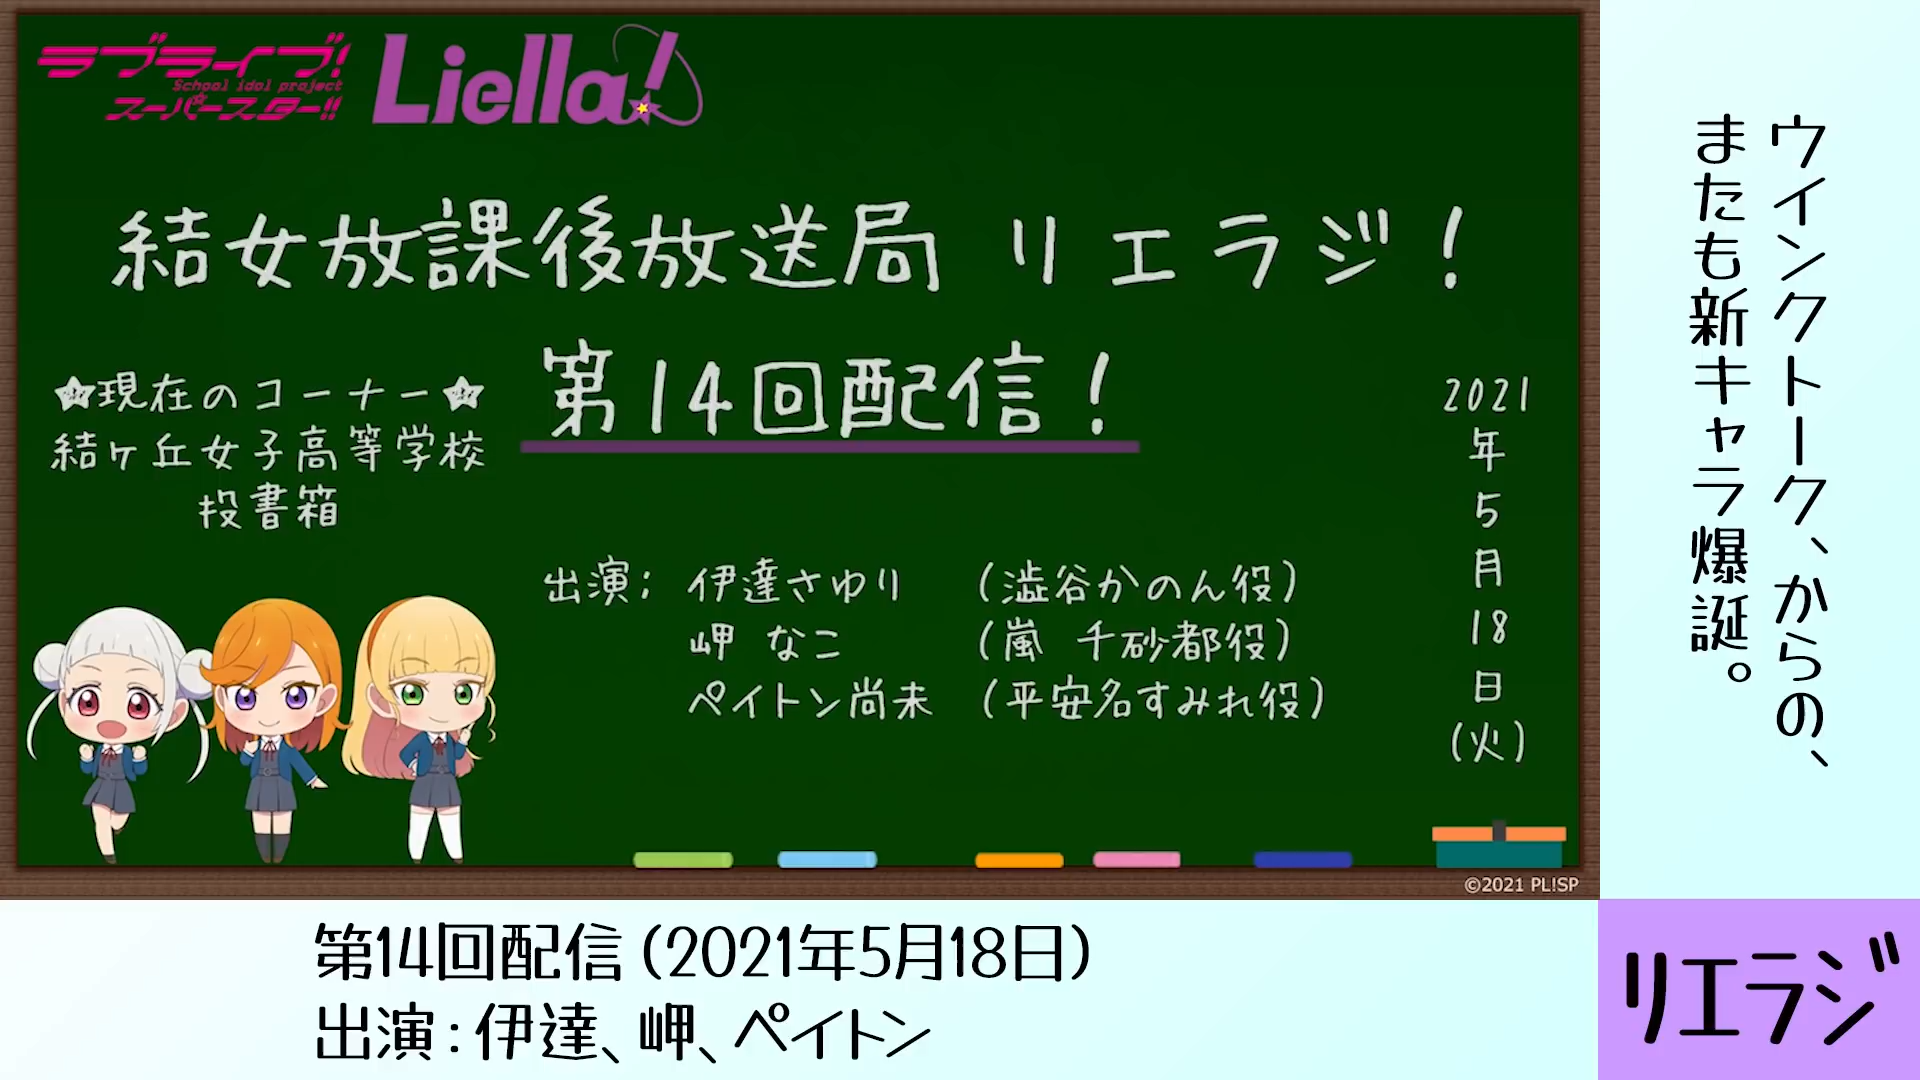 ラブライブ!
School idol project
スーパースター!!
Liella!
結女放課後放送局 リエラジ!
第14回配信!
★現在のコーナー★
結ヶ丘女子高等学校
投書箱
出演: 伊達さゆり (澁谷かのん役)
岬 なこ (嵐 千砂都役)
ペイトン尚未 (平安名すみれ役)
2021
年
5
月
18
日
(火)
©2021 PL!SP
ウインクトーク、からの、
またも新キャラ爆誕。
第14回配信 (2021年5月18日)
出演:伊達、岬、ペイトン
リエラジ